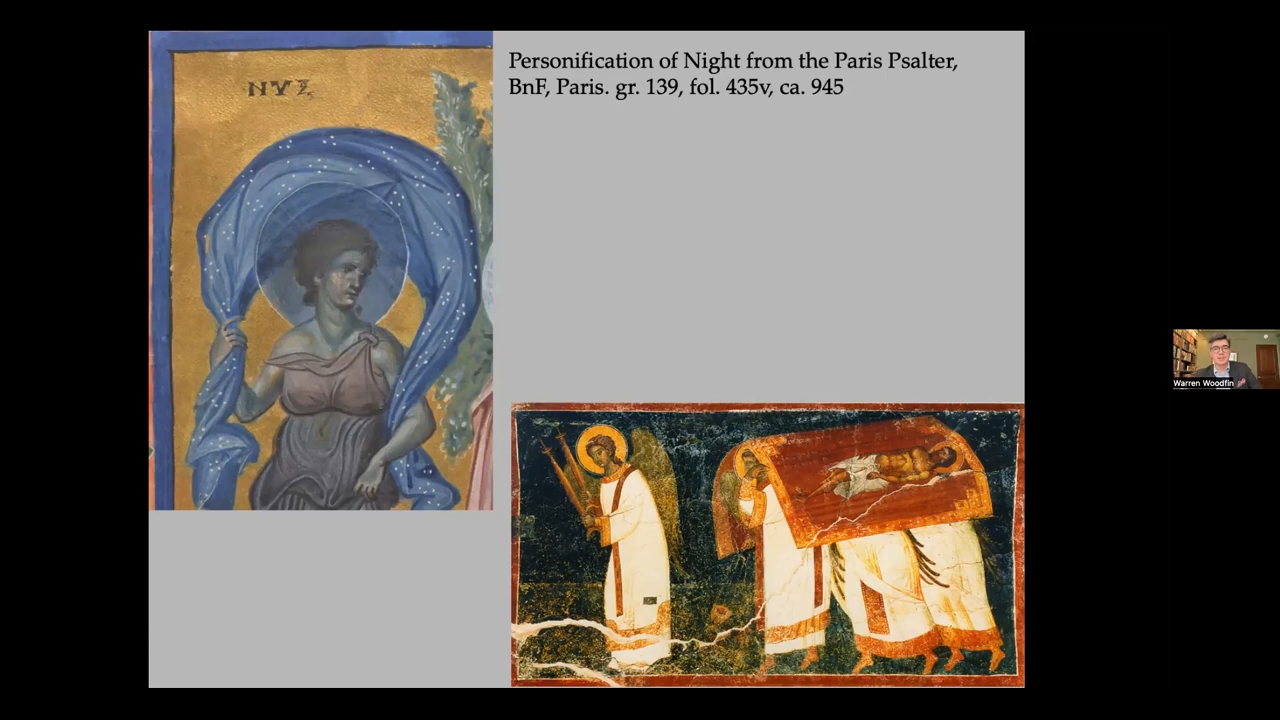 Personification of Night from the Paris Psalter,
BnF, Paris. gr. 139, fol. 435v, ca. 945
ΝΥΞ
Warren Woodfin